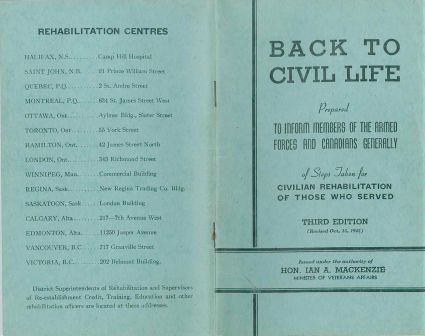 REHABILITATION CENTRES
HALIFAX, N.S. ........ Camp Hill Hospital
SAINT JOHN, N.B. 91 Prince William Street
QUEBEC, P.Q. ........ 2 St. Andre Street
MONTREAL, P.Q. ...... 634 St. James Street West
OTTAWA, Ont. ........ Aylmer Bldg., Slater Street
TORONTO, Ont. ....... 55 York Street
HAMILTON, Ont. ...... 42 James Street North
LONDON, Ont. ........ 343 Richmond Street
WINNIPEG, Man. ...... Commercial Building
REGINA, Sask. ....... New Regina Trading Co. Bldg.
SASKATOON, Sask. London Building
CALGARY, Alta. ...... 217—7th Avenue West
EDMONTON, Alta. ..... 11250 Jasper Avenue
VANCOUVER, B.C. ..... 717 Granville Street
VICTORIA, B.C. ...... 202 Belmont Building.
District Superintendents of Rehabilitation and Supervisors
of Re-establishment Credit, Training, Education and other
rehabilitation officers are located at these addresses.
BACK TO
CIVIL LIFE
Prepared
TO INFORM MEMBERS OF THE ARMED
FORCES AND CANADIANS GENERALLY
of Steps Taken for
CIVILIAN REHABILITATION
OF THOSE WHO SERVED
THIRD EDITION
(Revised Oct. 15, 1945)
Issued under the authority of
HON. IAN A. MACKENZIE
MINISTER OF VETERANS AFFAIRS